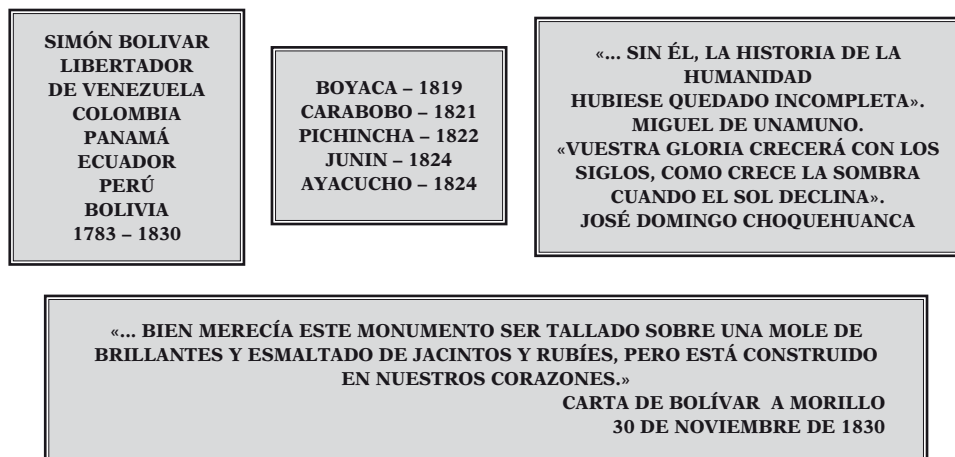 SIMÓN BOLIVAR
LIBERTADOR
DE VENEZUELA
COLOMBIA
PANAMÁ
ECUADOR
PERÚ
BOLIVIA
1783 – 1830
BOYACA – 1819
CARABOBO – 1821
PICHINCHA – 1822
JUNIN – 1824
AYACUCHO – 1824
«... SIN ÉL, LA HISTORIA DE LA
HUMANIDAD
HUBIESE QUEDADO INCOMPLETA».
MIGUEL DE UNAMUNO.
«VUESTRA GLORIA CRECERÁ CON LOS
SIGLOS, COMO CRECE LA SOMBRA
CUANDO EL SOL DECLINA».
JOSÉ DOMINGO CHOQUEHUANCA
«... BIEN MERECÍA ESTE MONUMENTO SER TALLADO SOBRE UNA MOLE DE
BRILLANTES Y ESMALTADO DE JACINTOS Y RUBÍES, PERO ESTÁ CONSTRUIDO
EN NUESTROS CORAZONES.»
CARTA DE BOLÍVAR A MORILLO
30 DE NOVIEMBRE DE 1830